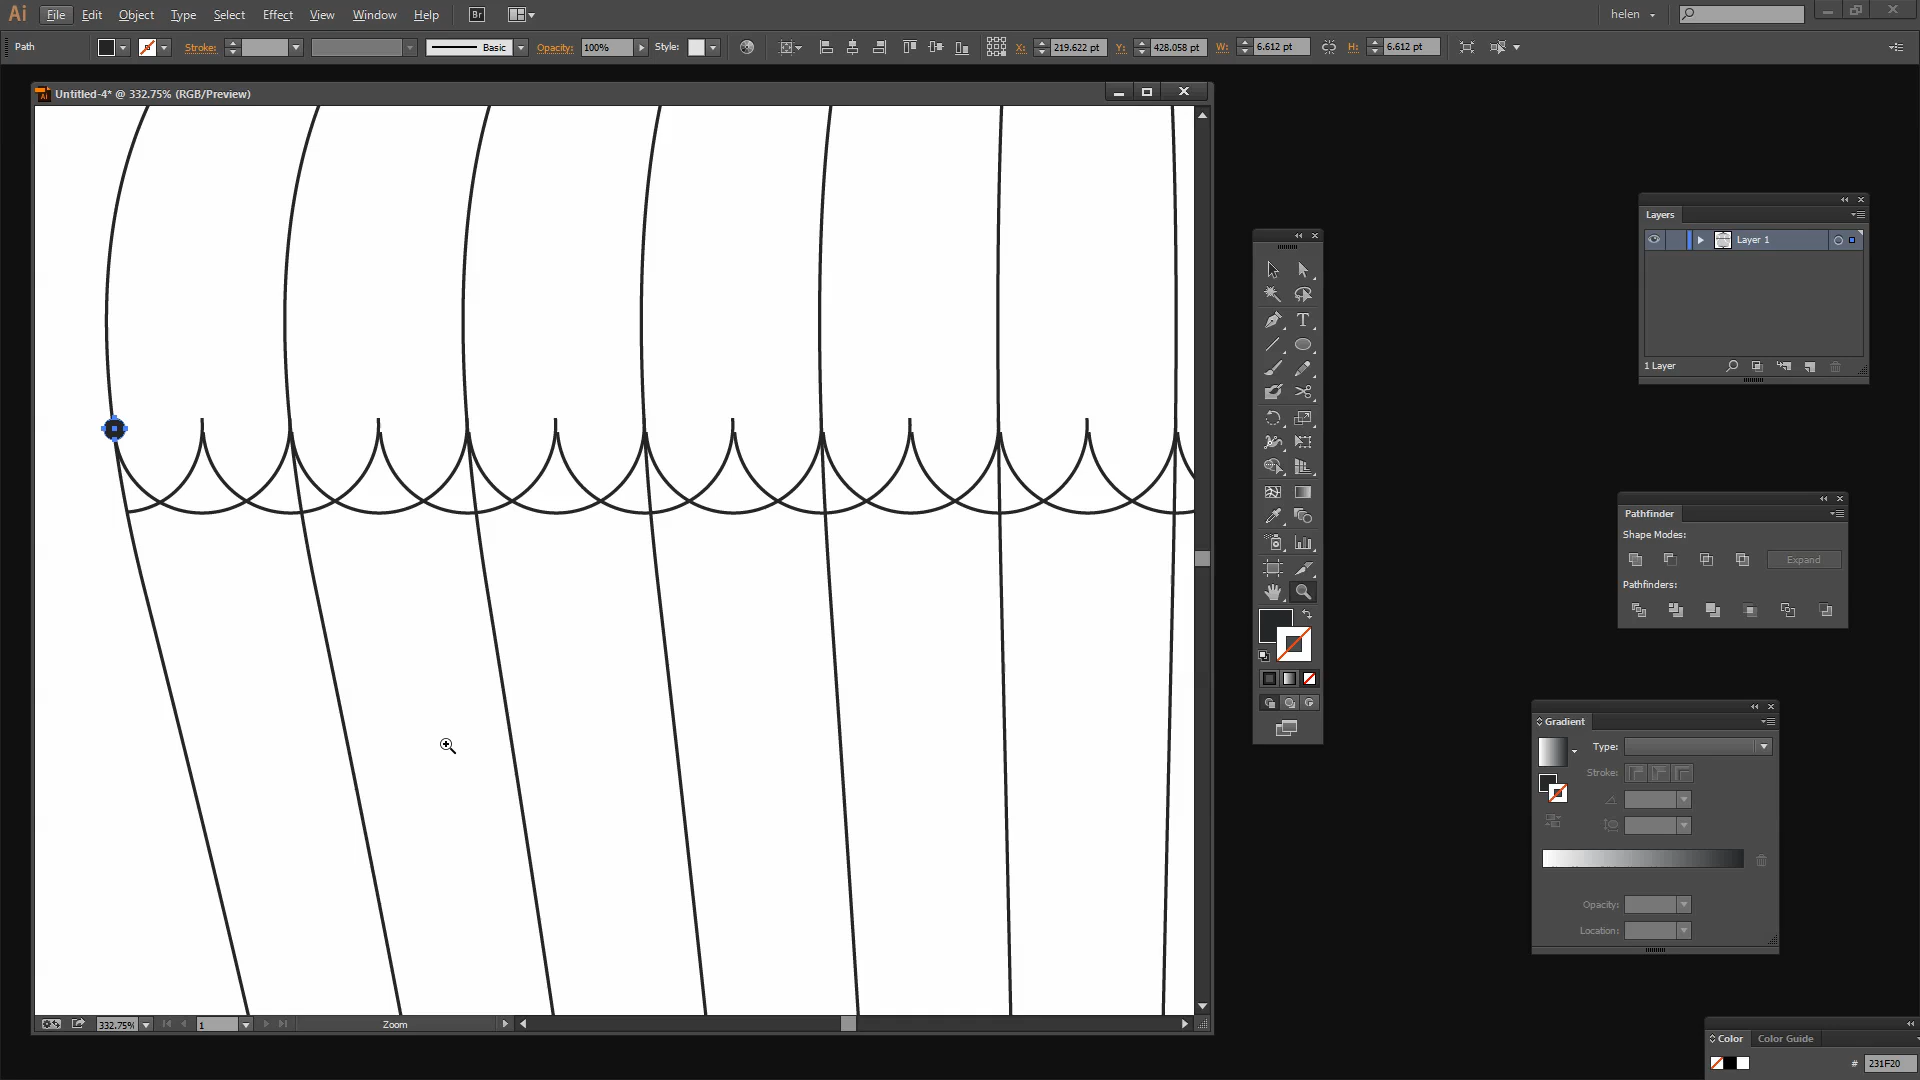 Ai File Edit Object Type Select Effect View Window Help Br helen
Path Stroke: Basic Opacity: 100% Style: X: 219.622 pt Y: 428.058 pt W: 6.612 pt H: 6.612 pt
Untitled-4* @ 332.75% (RGB/Preview)
Layers
Layer 1
1 Layer
Pathfinder
Shape Modes:
Expand
Pathfinders:
Gradient
Type:
Stroke:
Opacity:
Location:
332.75% 1 Zoom
Color Color Guide
# 231F20